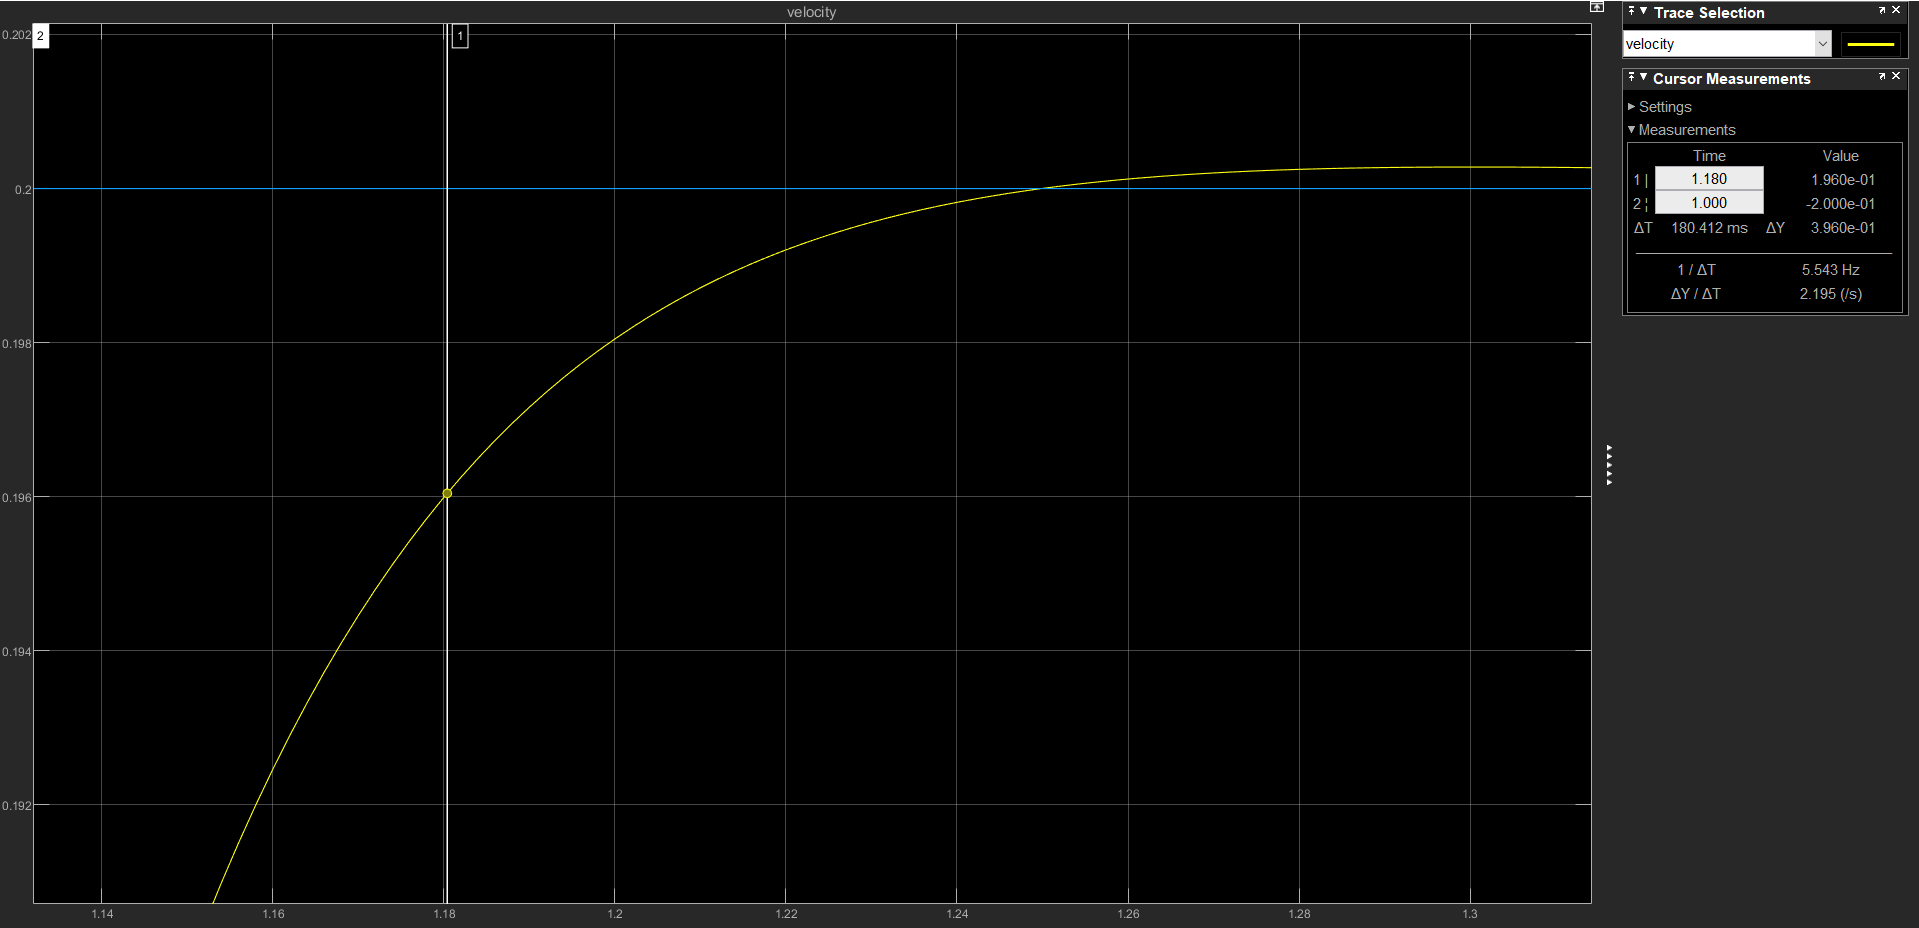 velocity
0.202
2
1
0.2
0.198
0.196
0.194
0.192
1.14 1.16 1.18 1.2 1.22 1.24 1.26 1.28 1.3
Trace Selection
velocity
Cursor Measurements
Settings
Measurements
Time Value
1 | 1.180 1.960e-01
2 ¦ 1.000 -2.000e-01
ΔT 180.412 ms ΔY 3.960e-01
1 / ΔT 5.543 Hz
ΔY / ΔT 2.195 (/s)